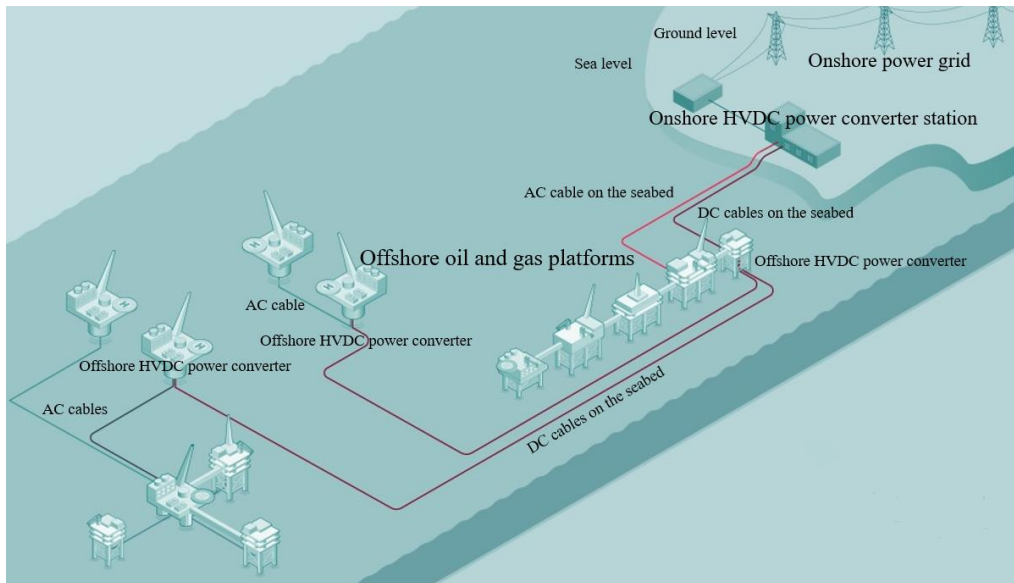 Ground level
Sea level
Onshore power grid
Onshore HVDC power converter station
AC cable on the seabed
DC cables on the seabed
Offshore oil and gas platforms
Offshore HVDC power converter
AC cable
Offshore HVDC power converter
Offshore HVDC power converter
AC cables
DC cables on the seabed
H
H
H
H